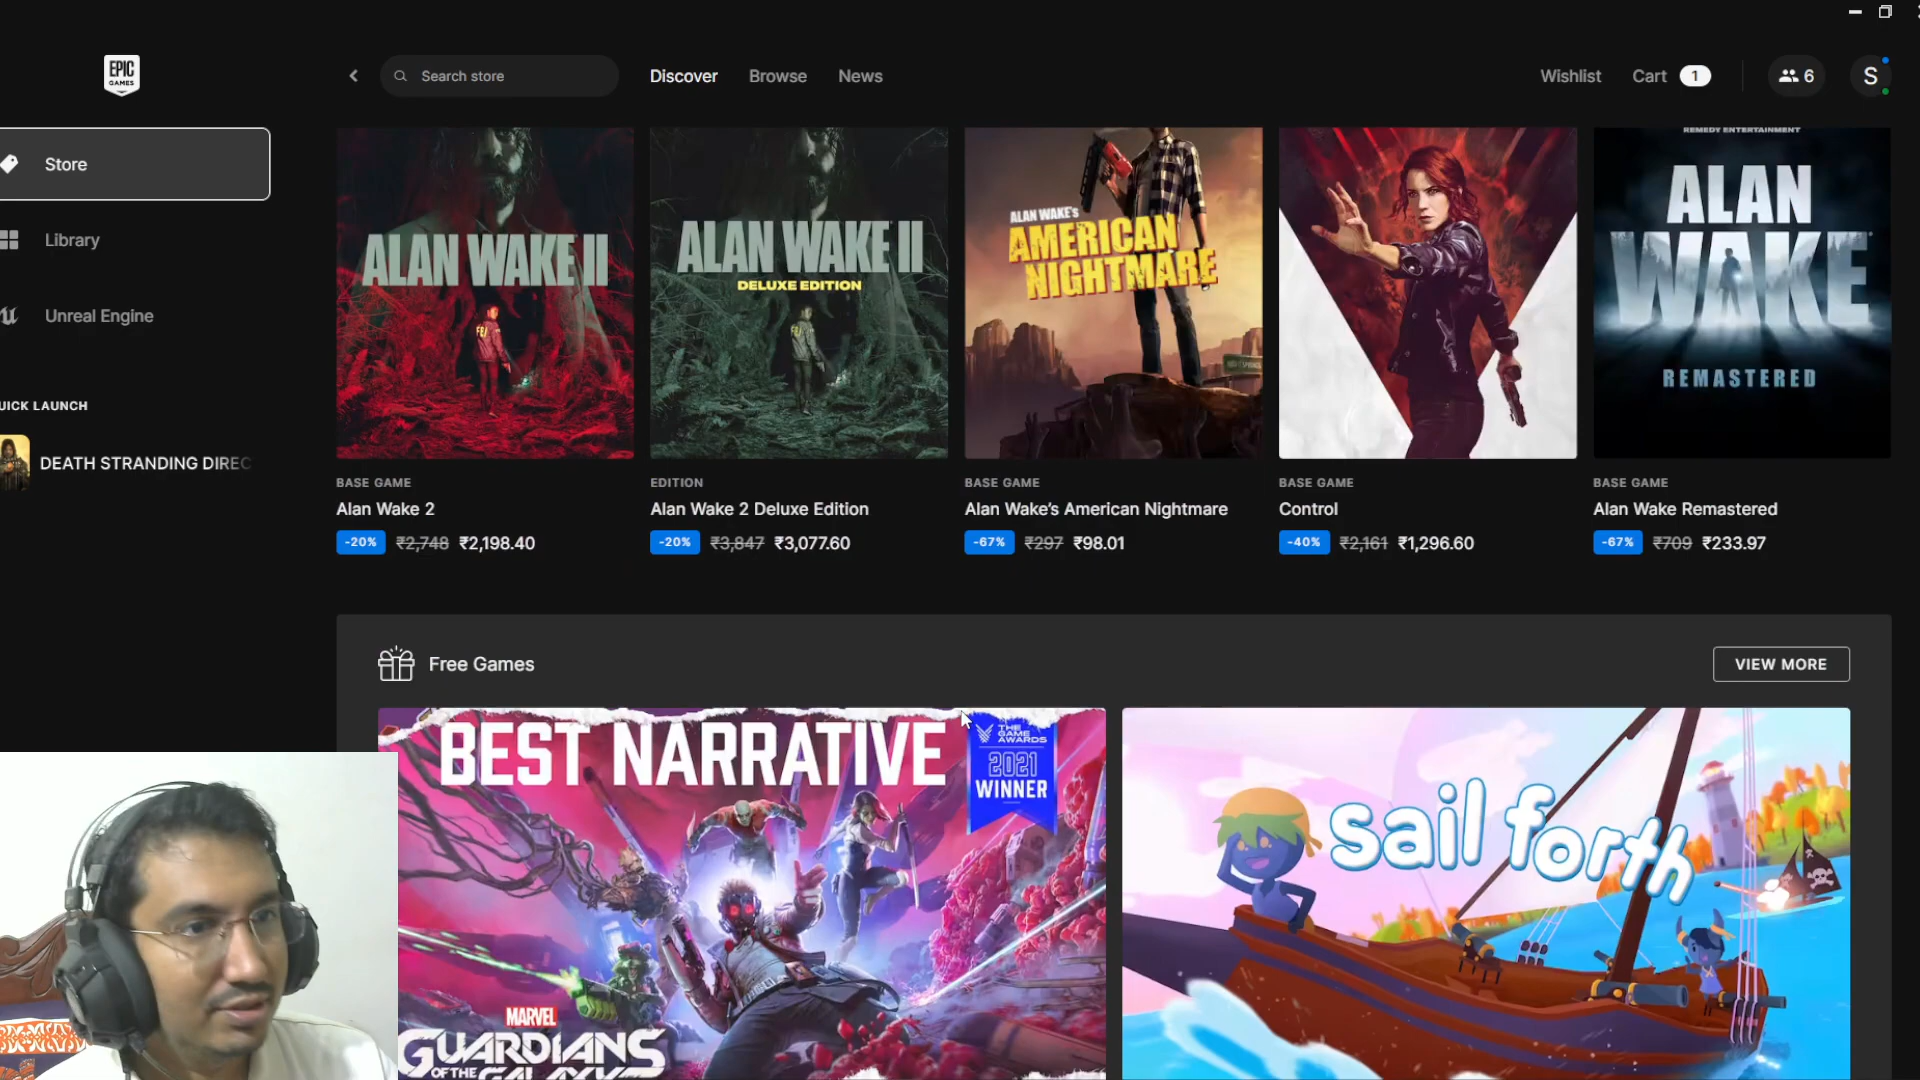 EPIC
GAMES
Search store
Discover
Browse
News
Wishlist
Cart
1
6
S
Store
Library
Unreal Engine
UICK LAUNCH
DEATH STRANDING DIREC
ALAN WAKE II
FBI
ALAN WAKE II
DELUXE EDITION
ALAN WAKE'S
AMERICAN
NIGHTMARE
REMEDY ENTERTAINMENT
ALAN
WAKE
REMASTERED
BASE GAME
Alan Wake 2
-20% ₹2,748 ₹2,198.40
EDITION
Alan Wake 2 Deluxe Edition
-20% ₹3,847 ₹3,077.60
BASE GAME
Alan Wake's American Nightmare
-67% ₹297 ₹98.01
BASE GAME
Control
-40% ₹2,161 ₹1,296.60
BASE GAME
Alan Wake Remastered
-67% ₹709 ₹233.97
Free Games
VIEW MORE
BEST NARRATIVE
THE
GAME
AWARDS
2021
WINNER
MARVEL
GUARDIANS
OF THE
GALAXY
sail forth